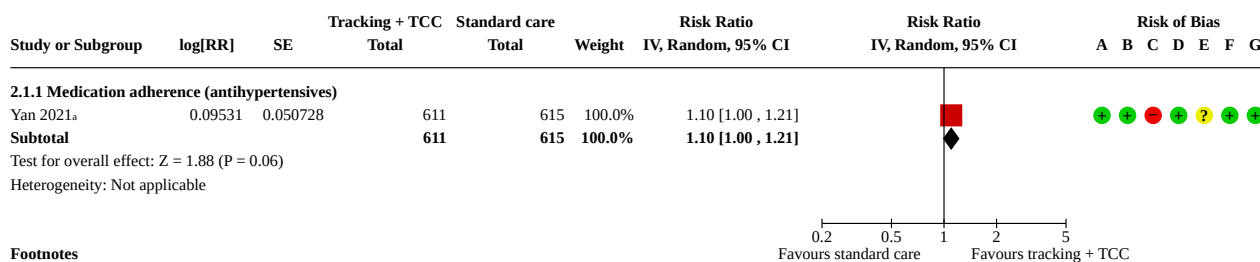 Tracking + TCC Standard care Risk Ratio Risk Ratio Risk of Bias
Study or Subgroup log[RR] SE Total Total Weight IV, Random, 95% CI IV, Random, 95% CI A B C D E F G
2.1.1 Medication adherence (antihypertensives)
Yan 2021a 0.09531 0.050728 611 615 100.0% 1.10 [1.00 , 1.21] + + − + ? + +
Subtotal 611 615 100.0% 1.10 [1.00 , 1.21]
Test for overall effect: Z = 1.88 (P = 0.06)
Heterogeneity: Not applicable
0.2 0.5 1 2 5
Footnotes Favours standard care Favours tracking + TCC